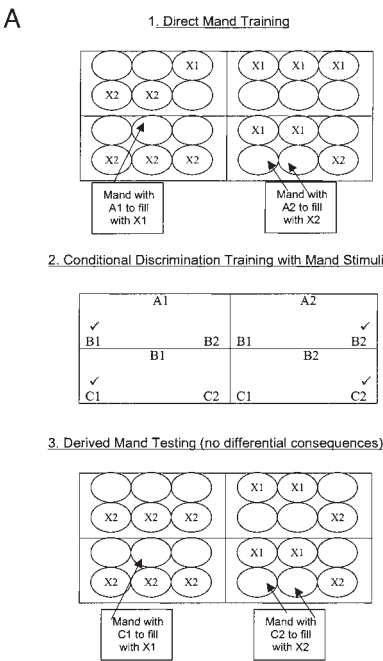 A
1. Direct Mand Training
X1 X1 X1 X1
X2 X2
X1 X1
X2 X2 X2 X2
Mand with
A1 to fill
with X1
Mand with
A2 to fill
with X2
2. Conditional Discrimination Training with Mand Stimuli
A1 A2
✓ ✓
B1 B2 B1 B2
B1 B2
✓ ✓
C1 C2 C1 C2
3. Derived Mand Testing (no differential consequences)
X1 X1
X2 X2 X2 X2
X1 X1
X2 X2 X2 X2
Mand with
C1 to fill
with X1
Mand with
C2 to fill
with X2